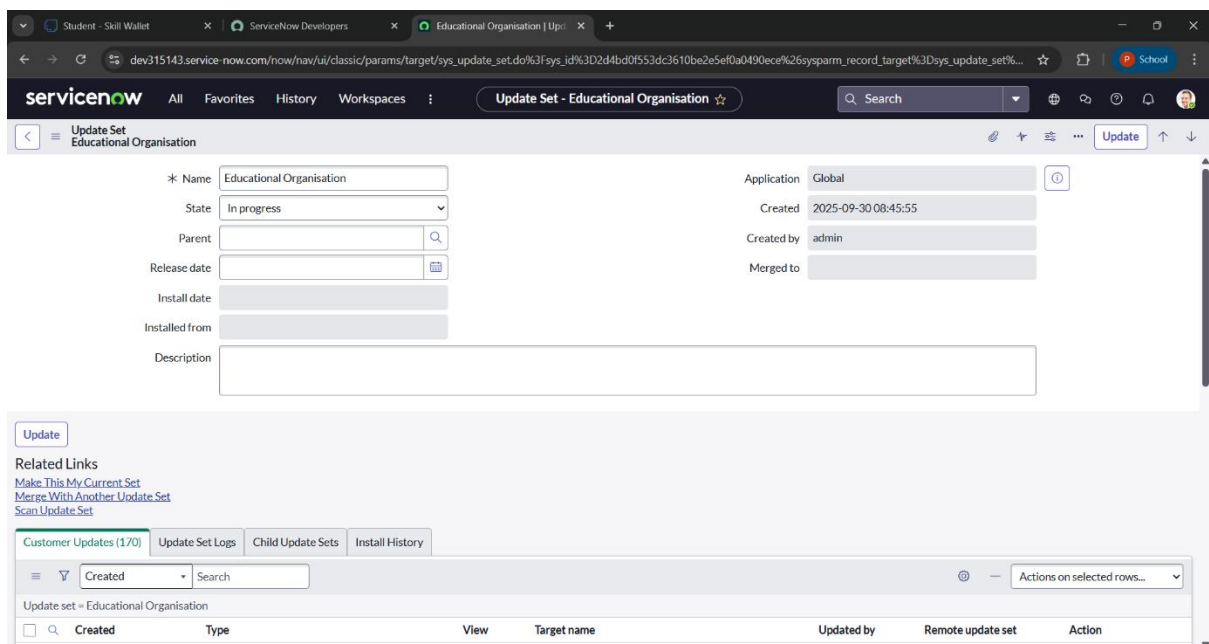 Student - Skill Wallet
ServiceNow Developers
Educational Organisation | Upd
dev315143.service-now.com/now/nav/ui/classic/params/target/sys_update_set.do%3Fsys_id%3D2d4bd0f553dc3610be2e5ef0a0490ece%26sysparm_record_target%3Dsys_update_set%...
P School
servicenow All Favorites History Workspaces Update Set - Educational Organisation Search
Update Set
Educational Organisation
Update
* Name Educational Organisation Application Global
State In progress Created 2025-09-30 08:45:55
Parent Created by admin
Release date Merged to
Install date
Installed from
Description
Update
Related Links
Make This My Current Set
Merge With Another Update Set
Scan Update Set
Customer Updates (170) Update Set Logs Child Update Sets Install History
Created Search Actions on selected rows...
Update set = Educational Organisation
Created Type View Target name Updated by Remote update set Action